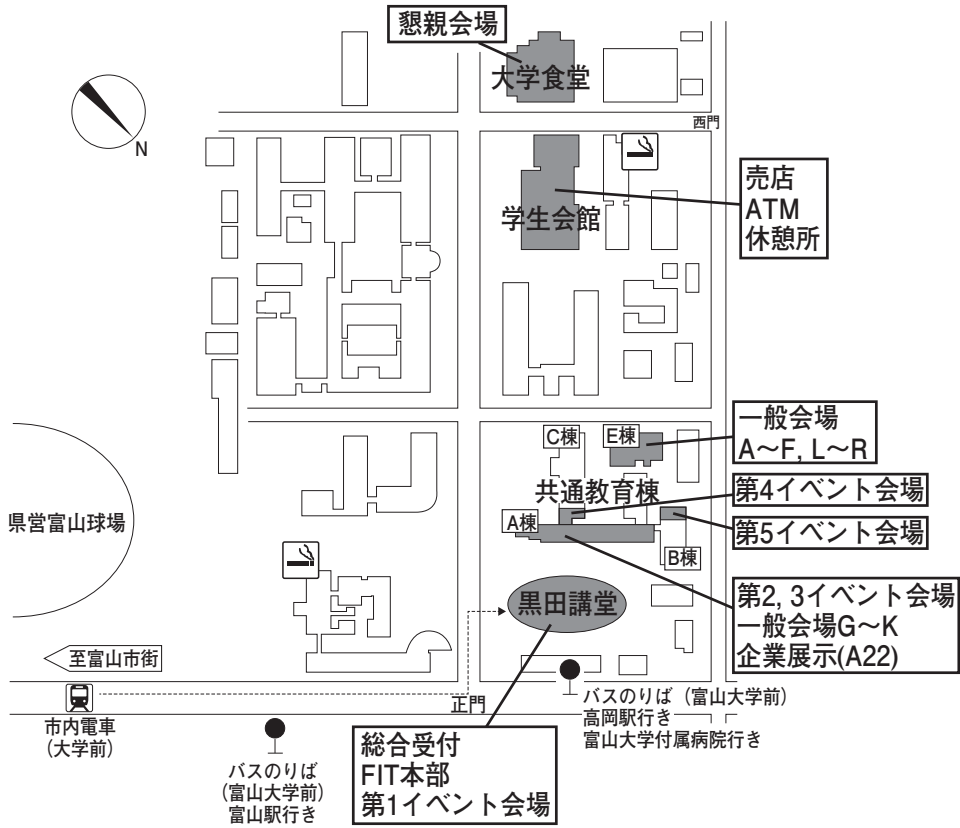 懇親会場
大学食堂
N
西門
売店
ATM
休憩所
学生会館
一般会場
A～F, L～R
C棟
E棟
共通教育棟
第4イベント会場
県営富山球場
A棟
第5イベント会場
B棟
第2, 3イベント会場
一般会場G～K
企業展示(A22)
黒田講堂
至富山市街
市内電車
(大学前)
正門
バスのりば（富山大学前）
高岡駅行き
富山大学付属病院行き
バスのりば
(富山大学前)
富山駅行き
総合受付
FIT本部
第1イベント会場